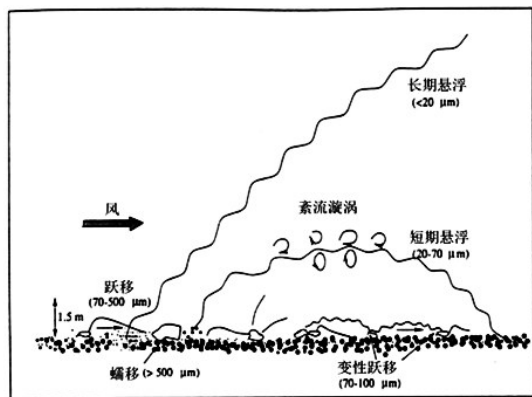 长期悬浮
(<20 μm)
风
紊流漩涡
短期悬浮
(20-70 μm)
跃移
(70-500 μm)
1.5 m
蠕移 (> 500 μm)
变性跃移
(70-100 μm)